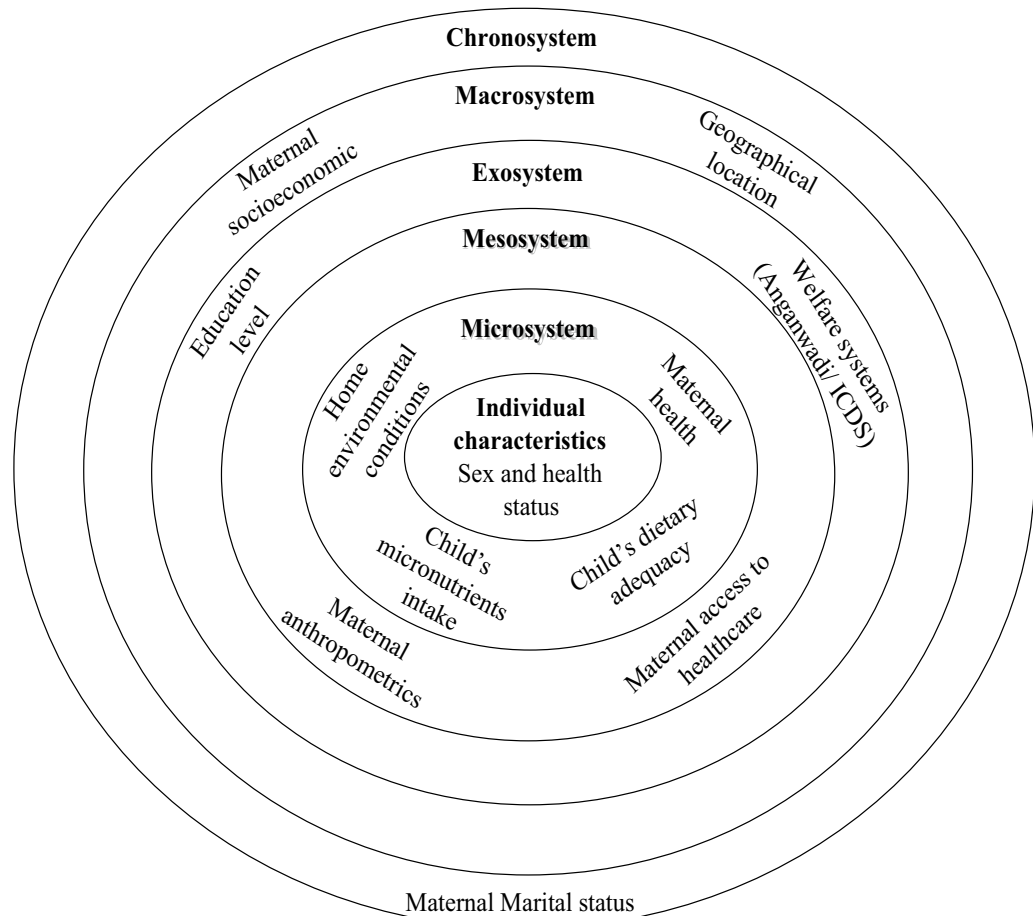 Chronosystem
Macrosystem
Maternal
socioeconomic
Geographical
location
Exosystem
Education
level
Welfare systems
(Anganwadi/ ICDS)
Mesosystem
Microsystem
Home
environmental
conditions
Maternal
health
Individual
characteristics
Sex and health
status
Child’s
micronutrients
intake
Child’s dietary
adequacy
Maternal
anthropometrics
Maternal access to
healthcare
Maternal Marital status